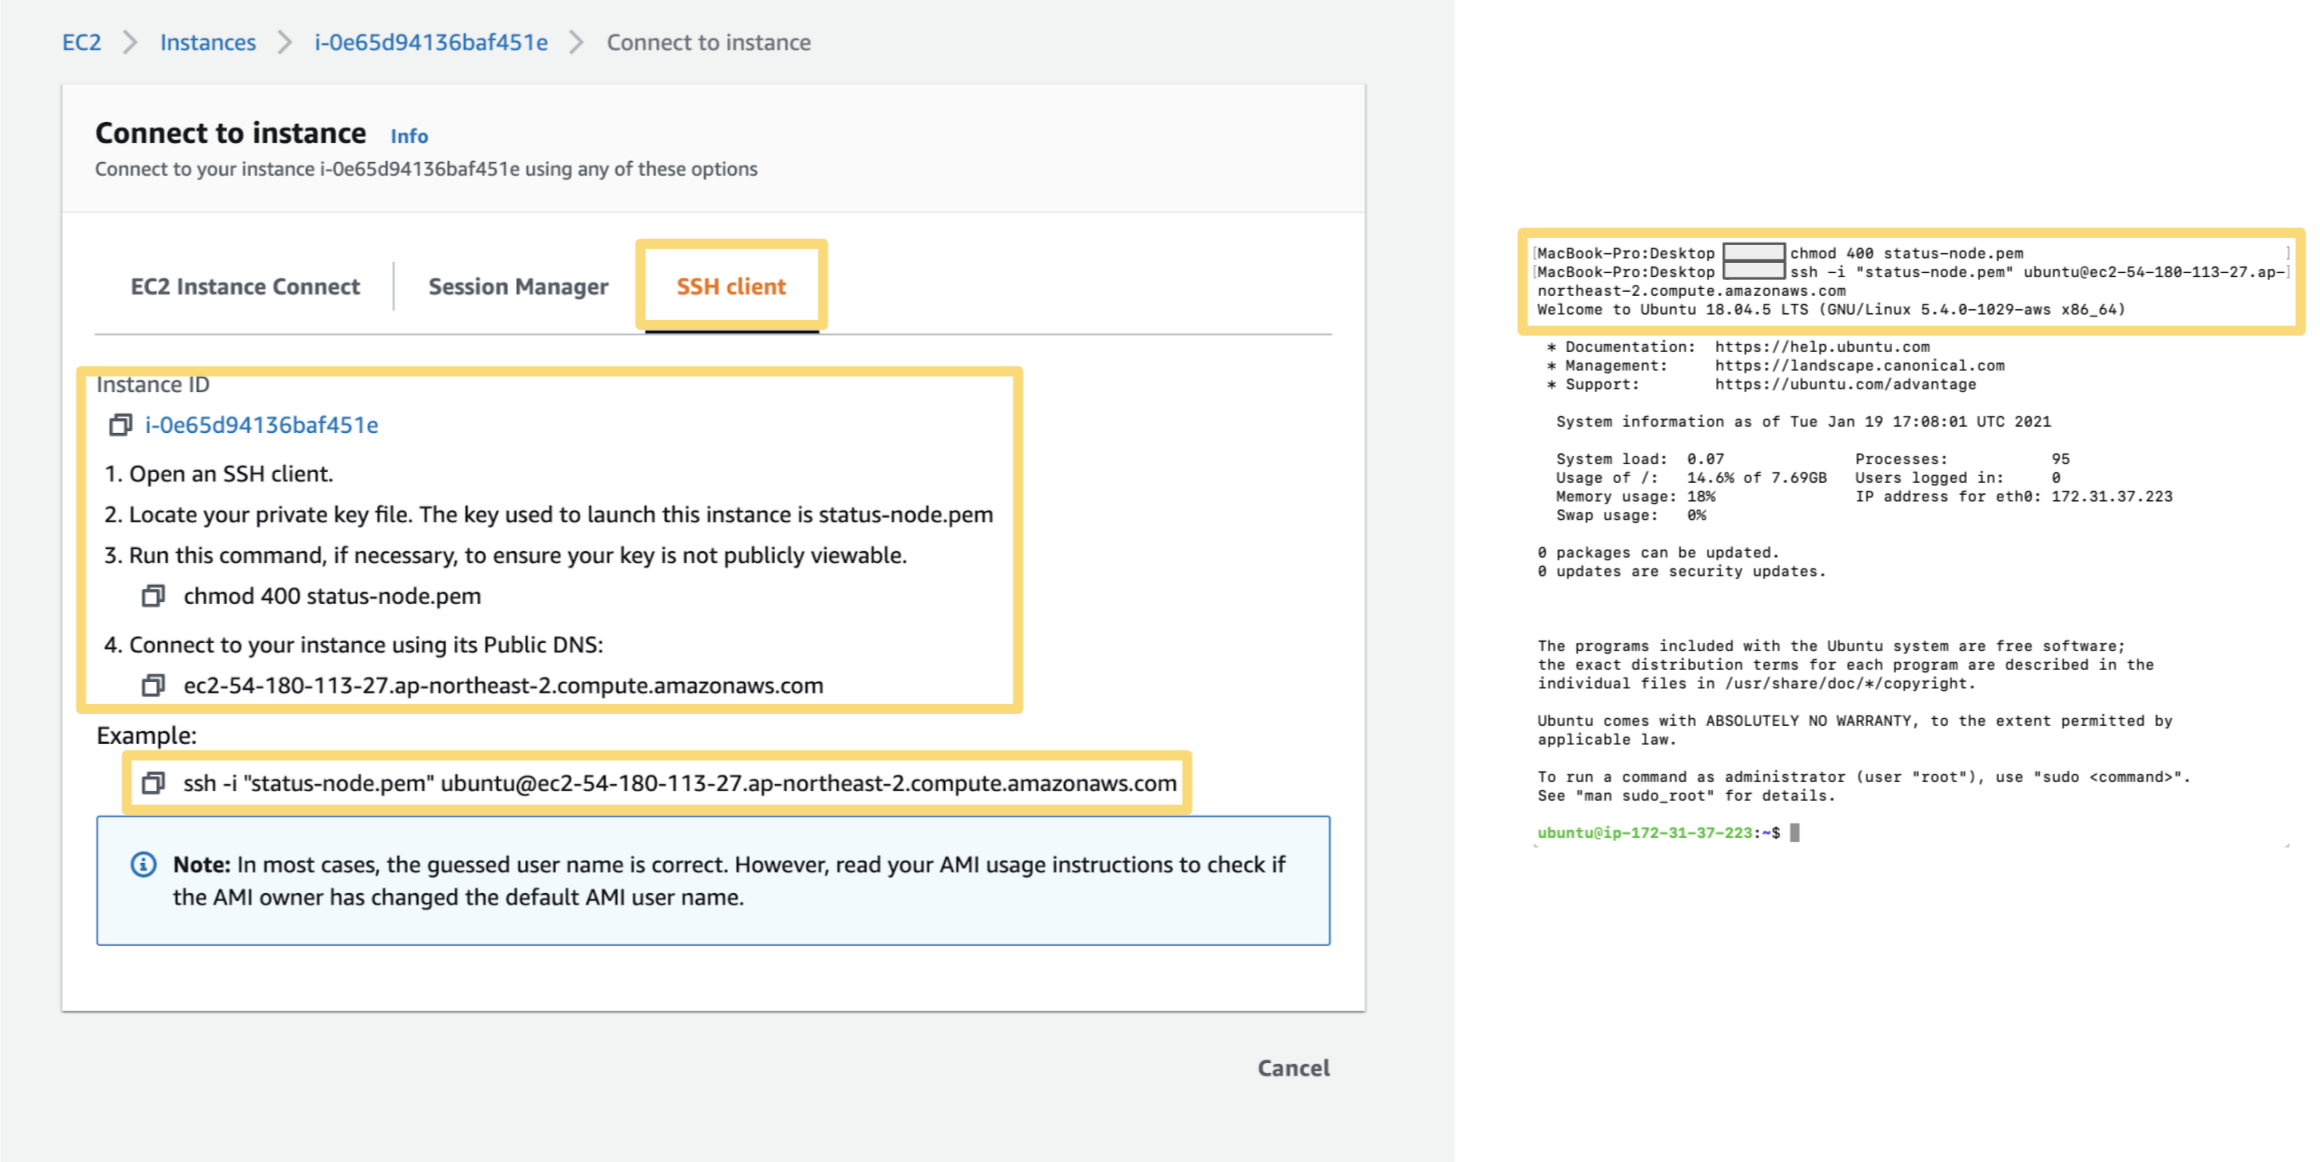 EC2 > Instances > i-0e65d94136baf451e > Connect to instance
Connect to instance Info
Connect to your instance i-0e65d94136baf451e using any of these options
EC2 Instance Connect
Session Manager
SSH client
Instance ID
i-0e65d94136baf451e
1. Open an SSH client.
2. Locate your private key file. The key used to launch this instance is status-node.pem
3. Run this command, if necessary, to ensure your key is not publicly viewable.
chmod 400 status-node.pem
4. Connect to your instance using its Public DNS:
ec2-54-180-113-27.ap-northeast-2.compute.amazonaws.com
Example:
ssh -i "status-node.pem" ubuntu@ec2-54-180-113-27.ap-northeast-2.compute.amazonaws.com
Note: In most cases, the guessed user name is correct. However, read your AMI usage instructions to check if
the AMI owner has changed the default AMI user name.
Cancel
[MacBook-Pro:Desktop chmod 400 status-node.pem ]
[MacBook-Pro:Desktop ssh -i "status-node.pem" ubuntu@ec2-54-180-113-27.ap-]
northeast-2.compute.amazonaws.com
Welcome to Ubuntu 18.04.5 LTS (GNU/Linux 5.4.0-1029-aws x86_64)
* Documentation: https://help.ubuntu.com
* Management: https://landscape.canonical.com
* Support: https://ubuntu.com/advantage
System information as of Tue Jan 19 17:08:01 UTC 2021
System load: 0.07 Processes: 95
Usage of /: 14.6% of 7.69GB Users logged in: 0
Memory usage: 18% IP address for eth0: 172.31.37.223
Swap usage: 0%
0 packages can be updated.
0 updates are security updates.
The programs included with the Ubuntu system are free software;
the exact distribution terms for each program are described in the
individual files in /usr/share/doc/*/copyright.
Ubuntu comes with ABSOLUTELY NO WARRANTY, to the extent permitted by
applicable law.
To run a command as administrator (user "root"), use "sudo <command>".
See "man sudo_root" for details.
ubuntu@ip-172-31-37-223:~$